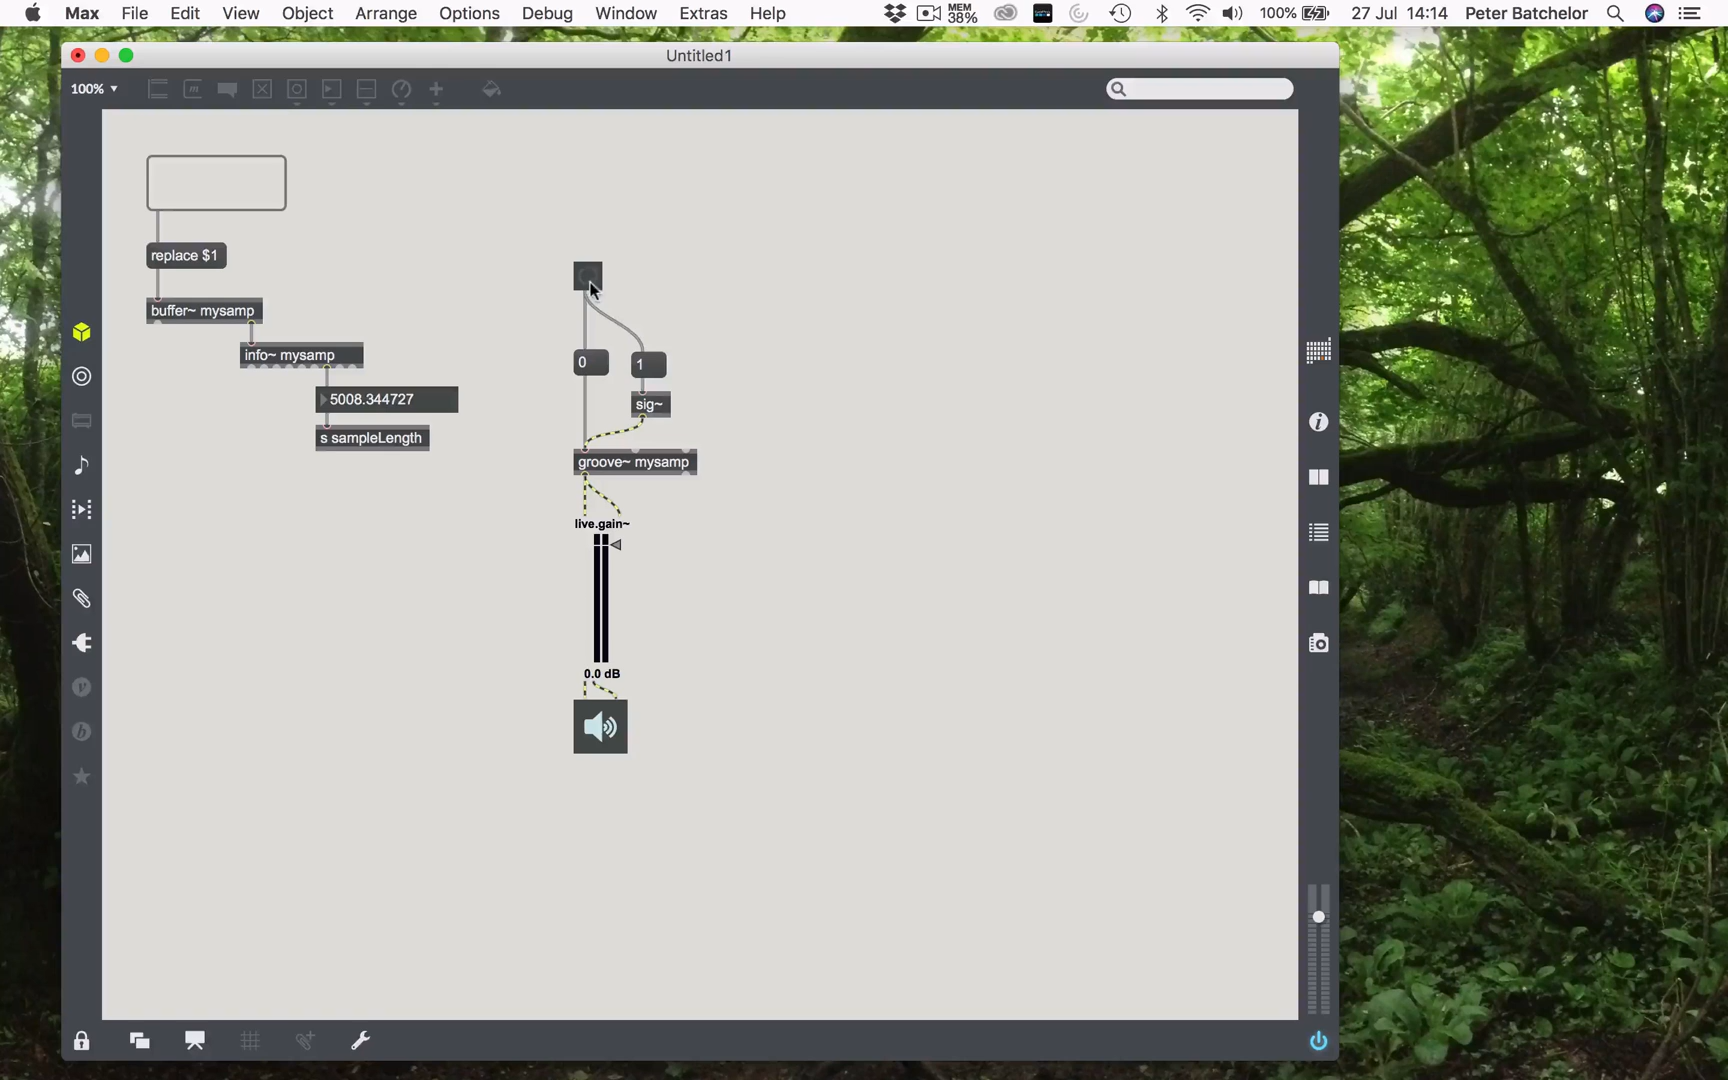 Max File Edit View Object Arrange Options Debug Window Extras Help MEM 38% 100% 27 Jul 14:14 Peter Batchelor
Untitled1
100%
replace $1
buffer~ mysamp
info~ mysamp
5008.344727
s sampleLength
0
1
sig~
groove~ mysamp
live.gain~
0.0 dB